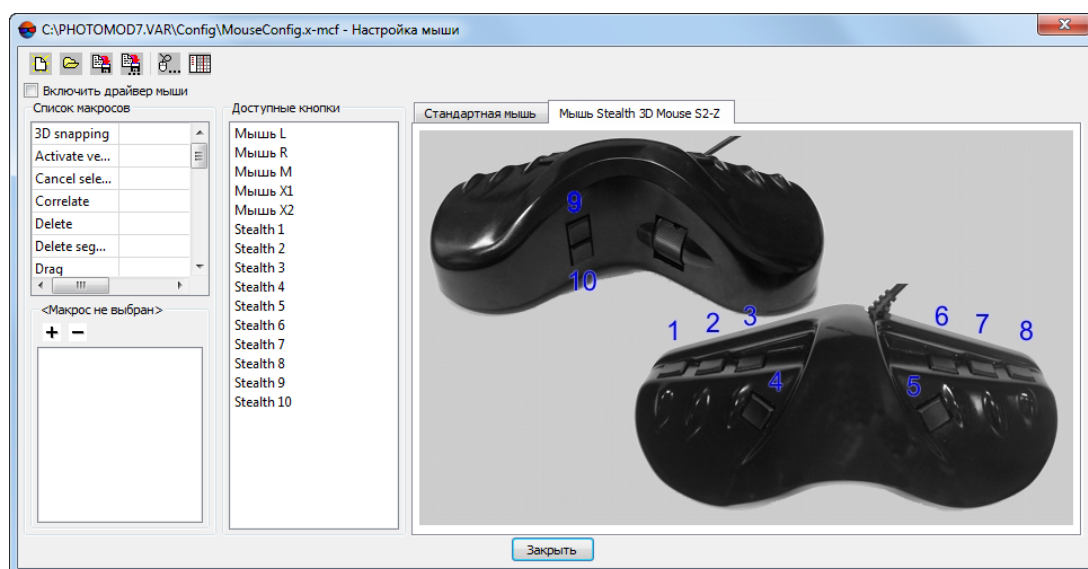 C:\PHOTOMOD7.VAR\Config\MouseConfig.x-mcf - Настройка мыши
Включить драйвер мыши
Список макросов
3D snapping
Activate ve...
Cancel sele...
Correlate
Delete
Delete seg...
Drag
<Макрос не выбран>
Доступные кнопки
Мышь L
Мышь R
Мышь M
Мышь X1
Мышь X2
Stealth 1
Stealth 2
Stealth 3
Stealth 4
Stealth 5
Stealth 6
Stealth 7
Stealth 8
Stealth 9
Stealth 10
Стандартная мышь Мышь Stealth 3D Mouse S2-Z
9
10
1 2 3 6 7 8
4 5
Закрыть